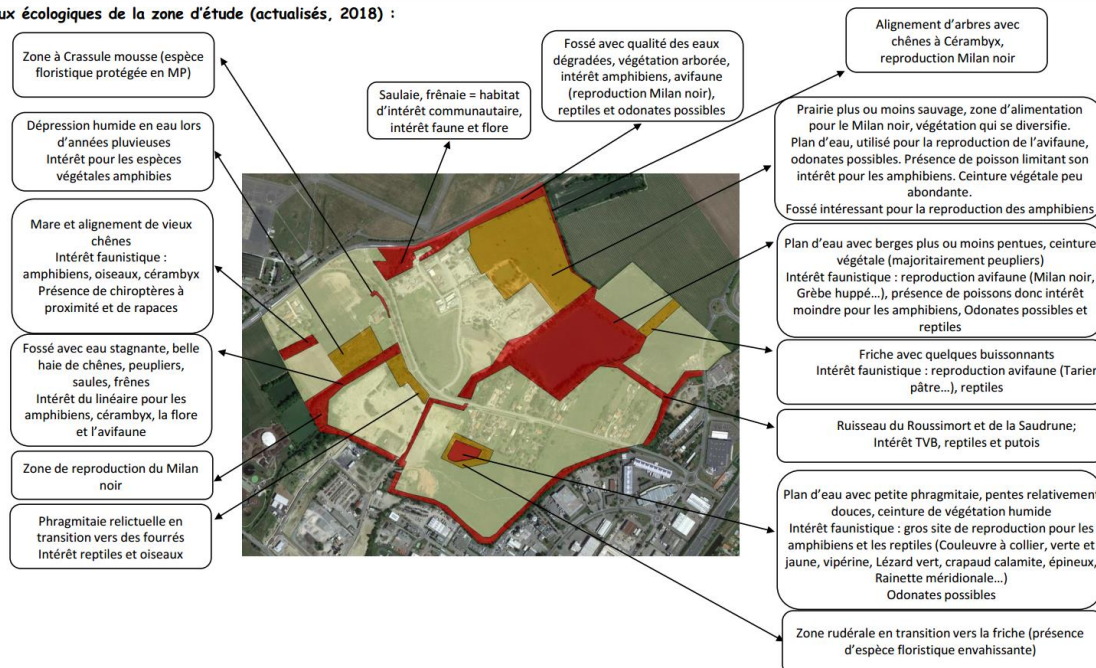 ux écologiques de la zone d'étude (actualisés, 2018) :
Zone à Crassule mousse (espèce
floristique protégée en MP)
Dépression humide en eau lors
d'années pluvieuses
Intérêt pour les espèces
végétales amphibies
Mare et alignement de vieux
chênes
Intérêt faunistique :
amphibiens, oiseaux, cérambyx
Présence de chiroptères à
proximité et de rapaces
Fossé avec eau stagnante, belle
haie de chênes, peupliers,
saules, frênes
Intérêt du linéaire pour les
amphibiens, cérambyx, la flore
et l'avifaune
Zone de reproduction du Milan
noir
Phragmitaie relictuelle en
transition vers des fourrés
Intérêt reptiles et oiseaux
Saulaie, frênaie = habitat
d'intérêt communautaire,
intérêt faune et flore
Fossé avec qualité des eaux
dégradées, végétation arborée,
intérêt amphibiens, avifaune
(reproduction Milan noir),
reptiles et odonates possibles
Alignement d'arbres avec
chênes à Cérambyx,
reproduction Milan noir
Prairie plus ou moins sauvage, zone d'alimentation
pour le Milan noir, végétation qui se diversifie.
Plan d'eau, utilisé pour la reproduction de l'avifaune,
odonates possibles. Présence de poisson limitant son
intérêt pour les amphibiens. Ceinture végétale peu
abondante.
Fossé intéressant pour la reproduction des amphibiens
Plan d'eau avec berges plus ou moins pentues, ceinture
végétale (majoritairement peupliers)
Intérêt faunistique : reproduction avifaune (Milan noir,
Grèbe huppé...), présence de poissons donc intérêt
moindre pour les amphibiens, Odonates possibles et
reptiles
Friche avec quelques buissonnants
Intérêt faunistique : reproduction avifaune (Tarier
pâtre...), reptiles
Ruisseau du Roussimort et de la Saudrune;
Intérêt TVB, reptiles et putois
Plan d'eau avec petite phragmitaie, pentes relativement
douces, ceinture de végétation humide
Intérêt faunistique : gros site de reproduction pour les
amphibiens et les reptiles (Couleuvre à collier, verte et
jaune, vipérine, Lézard vert, crapaud calamite, épineux,
Rainette méridionale...)
Odonates possibles
Zone rudérale en transition vers la friche (présence
d'espèce floristique envahissante)